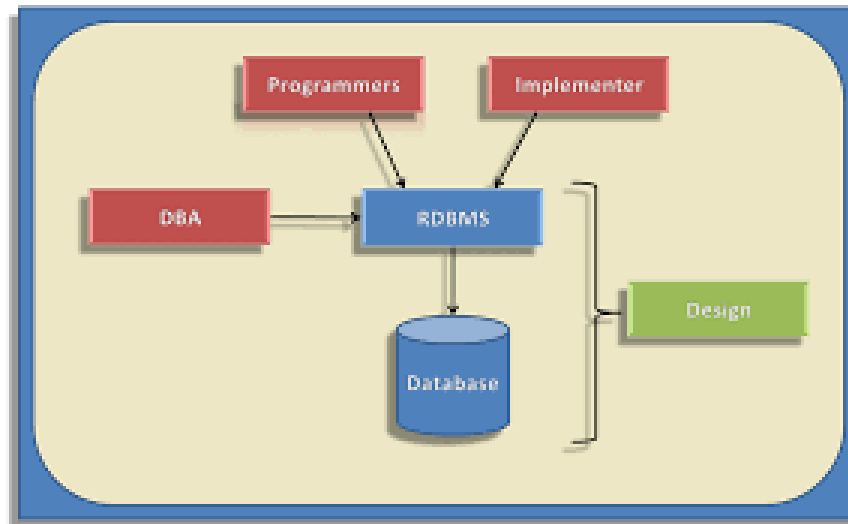 Programmers
Implementer
DBA
RDBMS
Design
Database